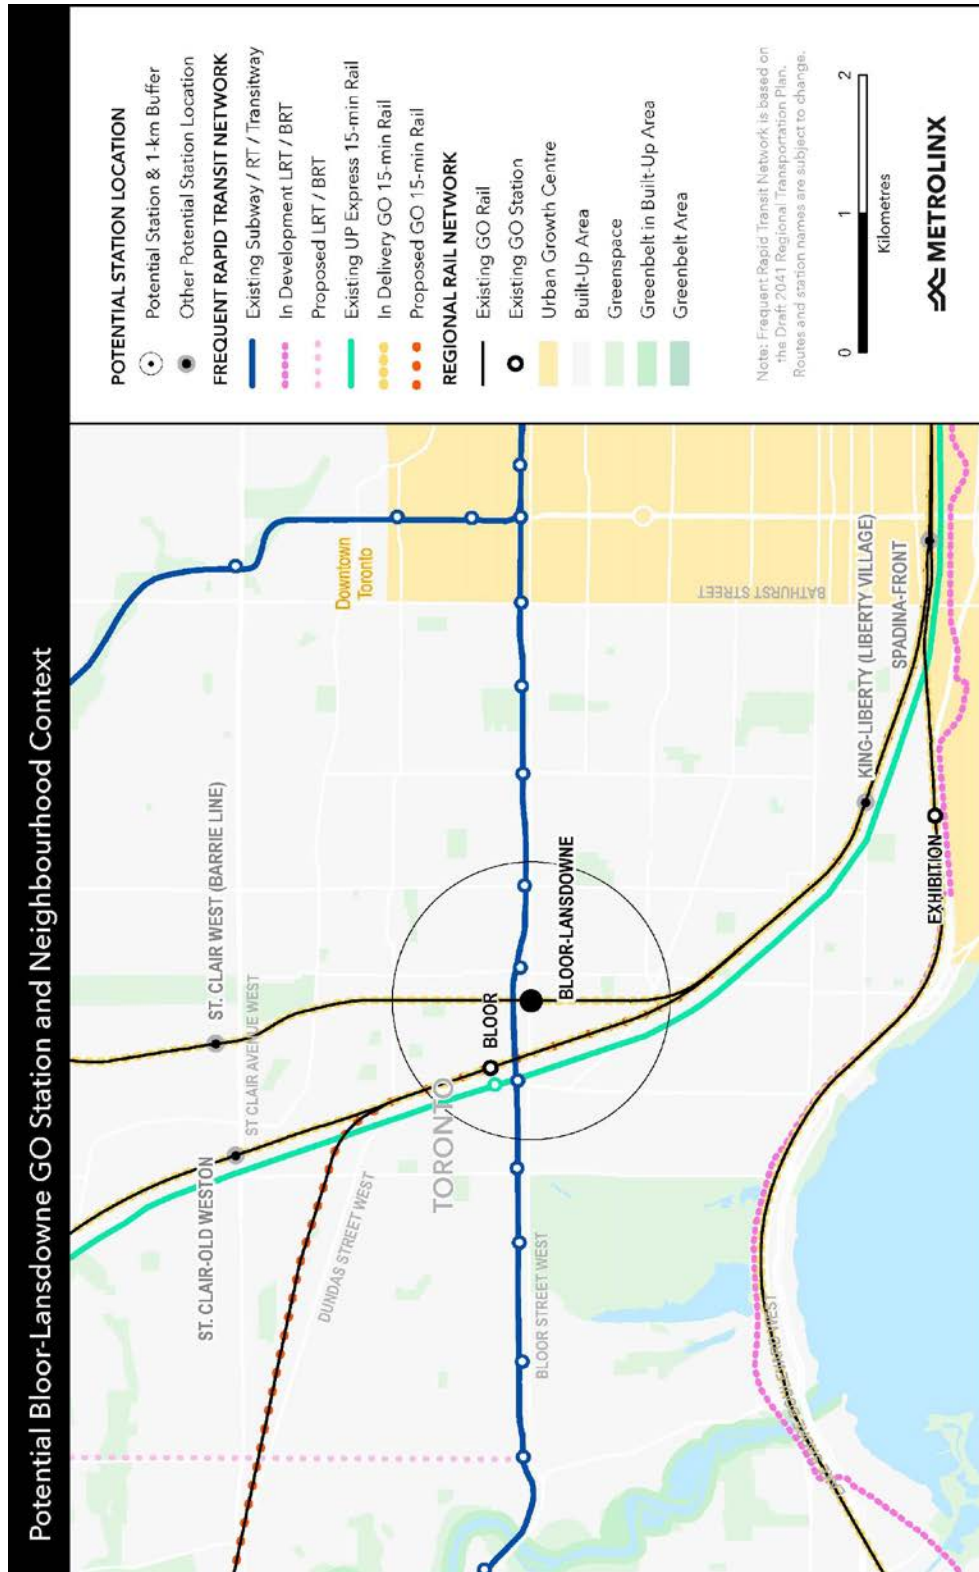 Potential Bloor-Lansdowne GO Station and Neighbourhood Context
ST. CLAIR-OLD WESTON
ST CLAIR AVENUE WEST
ST. CLAIR WEST (BARRIE LINE)
DUNDAS STREET WEST
TORONTO
BLOOR
BLOOR-LANSDOWNE
BLOOR STREET WEST
Downtown
Toronto
BATHURST STREET
KING-LIBERTY (LIBERTY VILLAGE)
SPADINA-FRONT
EXHIBITION
WEST
POTENTIAL STATION LOCATION
Potential Station & 1-km Buffer
Other Potential Station Location
FREQUENT RAPID TRANSIT NETWORK
Existing Subway / RT / Transitway
In Development LRT / BRT
Proposed LRT / BRT
Existing UP Express 15-min Rail
In Delivery GO 15-min Rail
Proposed GO 15-min Rail
REGIONAL RAIL NETWORK
Existing GO Rail
Existing GO Station
Urban Growth Centre
Built-Up Area
Greenspace
Greenbelt in Built-Up Area
Greenbelt Area
Note: Frequent Rapid Transit Network is based on
the Draft 2041 Regional Transportation Plan.
Routes and station names are subject to change.
0 1 2
Kilometres
METROLINX